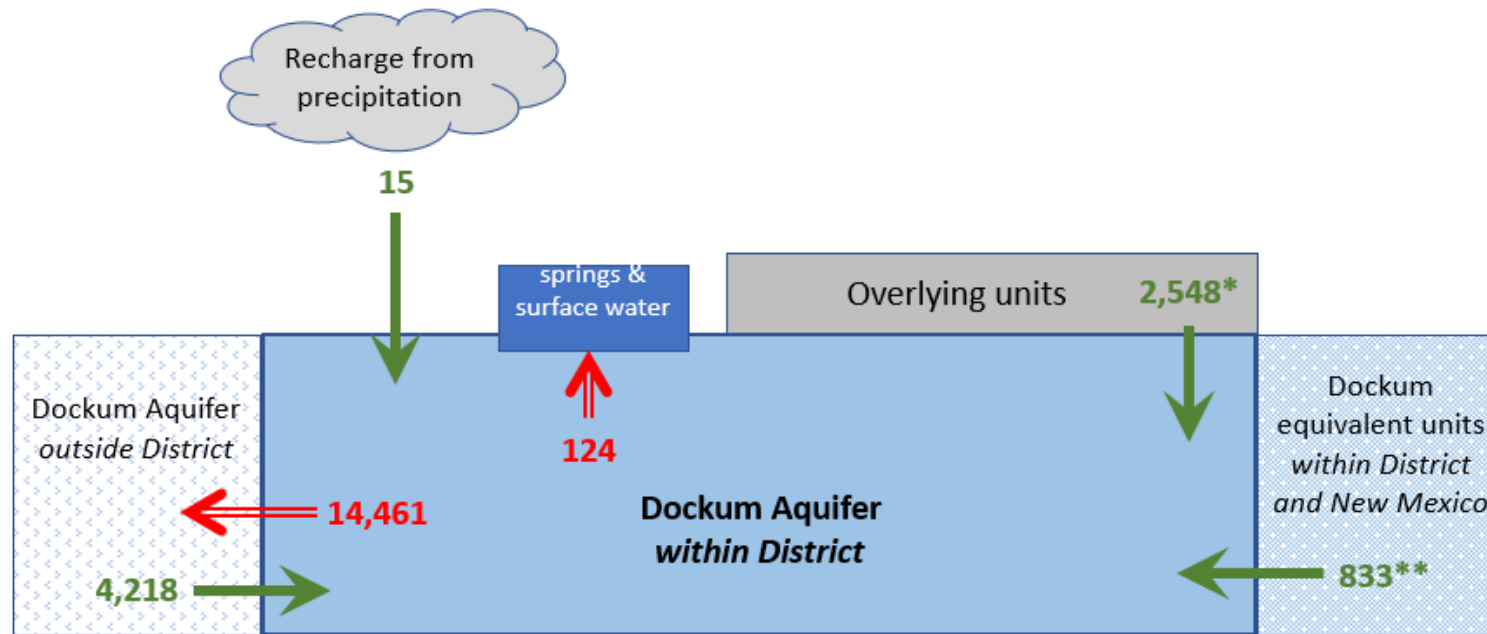 Recharge from
precipitation
15
springs &
surface water
Overlying units
2,548*
Dockum Aquifer
outside District
Dockum
equivalent units
within District
and New Mexico
124
14,461
Dockum Aquifer
within District
4,218
833**